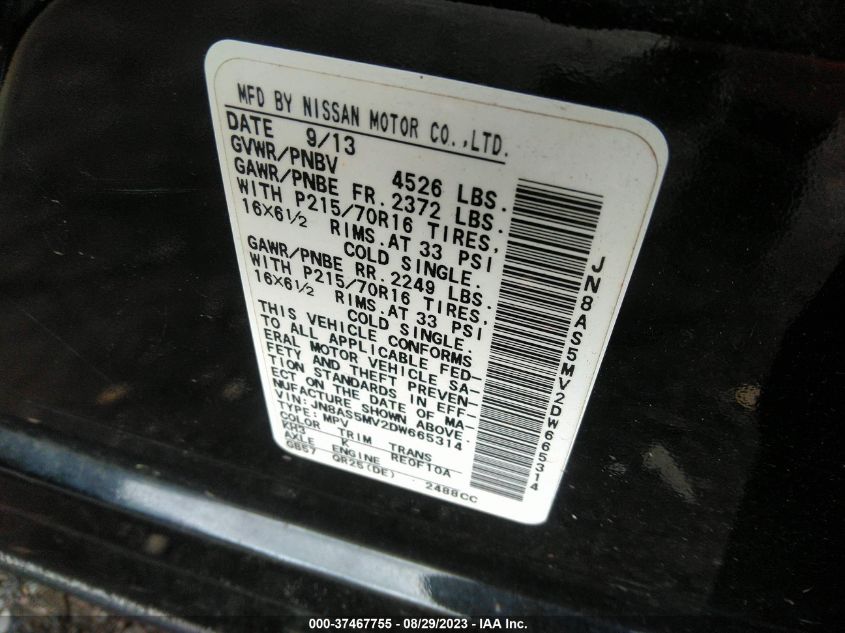 MFD BY NISSAN MOTOR CO.,LTD.
DATE 9/13
GVWR/PNBV 4526 LBS.
GAWR/PNBE FR. 2372 LBS.
WITH P215/70R16 TIRES,
16X6½ RIMS.AT 33 PSI
COLD SINGLE.
GAWR/PNBE RR. 2249 LBS.
WITH P215/70R16 TIRES,
16X6½ RIMS.AT 33 PSI
COLD SINGLE.
THIS VEHICLE CONFORMS
TO ALL APPLICABLE FED-
ERAL MOTOR VEHICLE SA-
FETY AND THEFT PREVEN-
TION STANDARDS IN EFF-
ECT ON THE DATE OF MA-
NUFACTURE SHOWN ABOVE.
VIN: JN8AS5MV2DW665314
TYPE: MPV
COLOR TRIM TRANS
KH3 K RE0F10A
AXLE ENGINE
GB57 QR25(DE) 2488CC
JN8AS5MV2DW665314
000-37467755 - 08/29/2023 - IAA Inc.